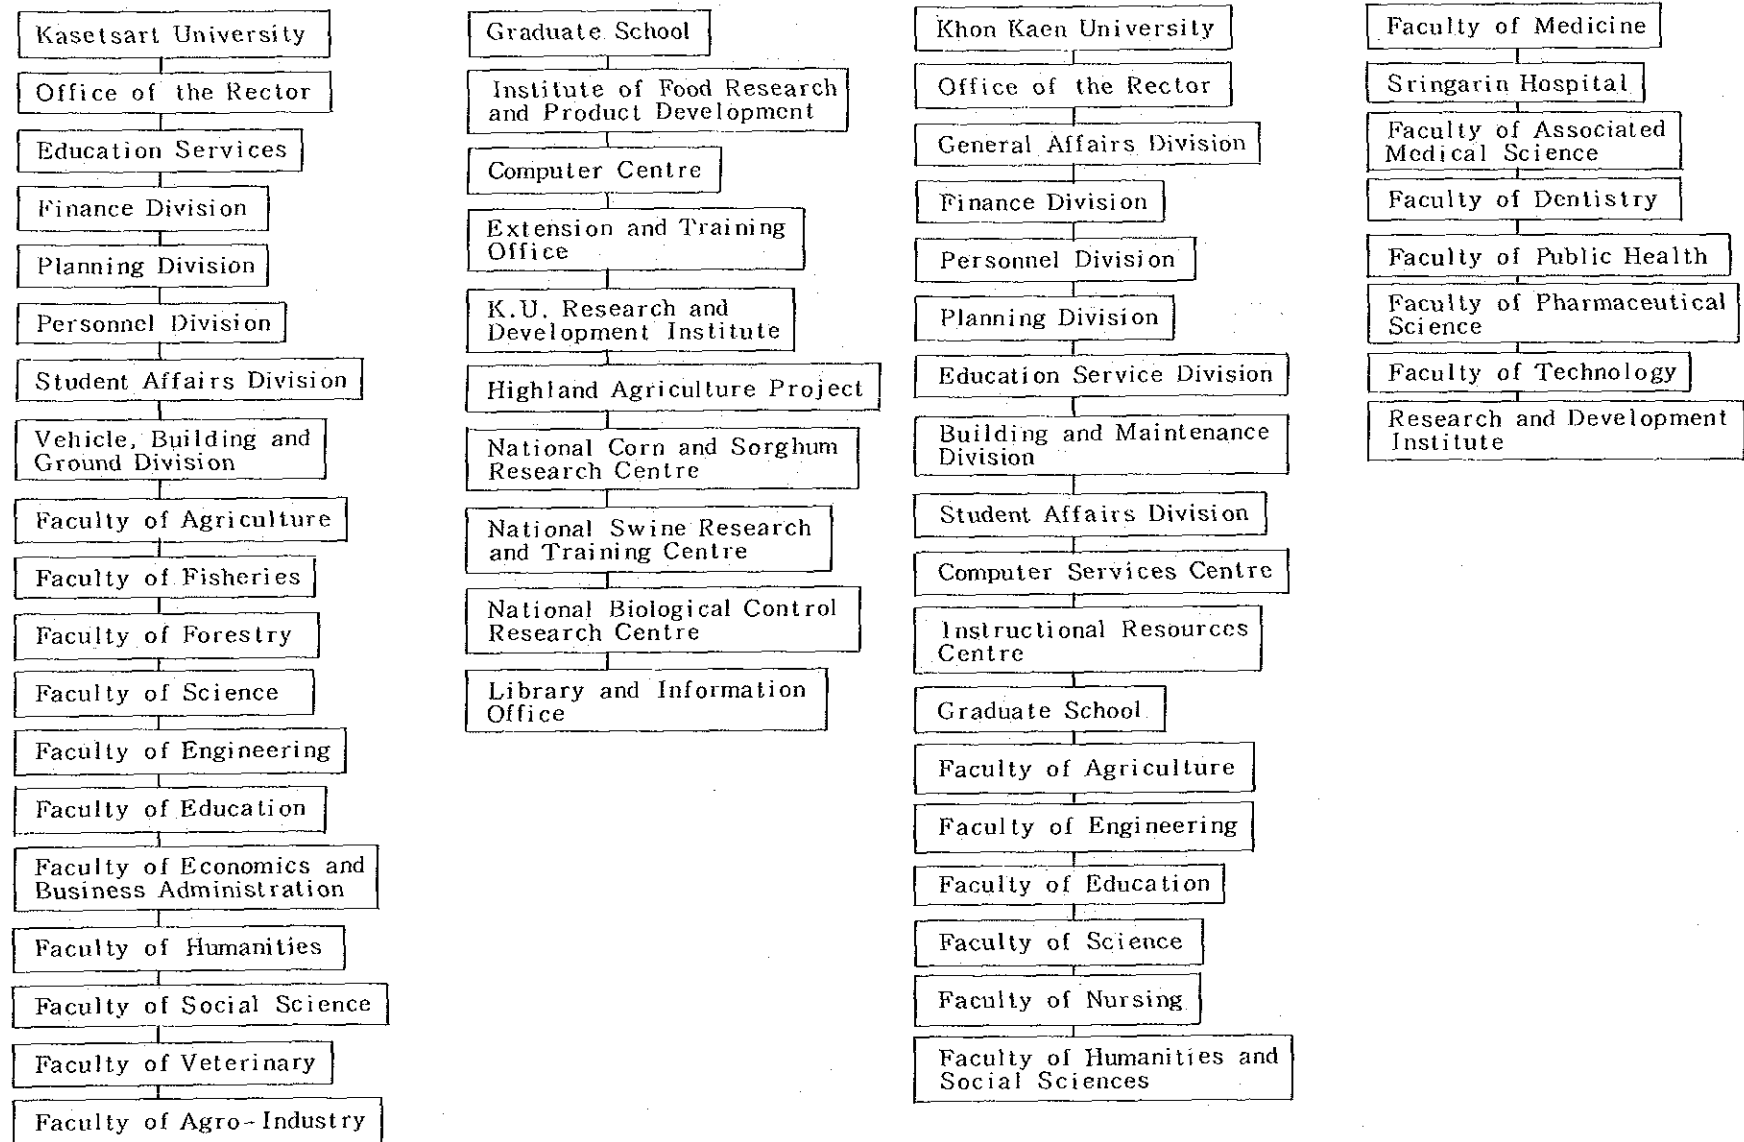 Kasetsart University
Office of the Rector
Education Services
Finance Division
Planning Division
Personnel Division
Student Affairs Division
Vehicle, Building and
Ground Division
Faculty of Agriculture
Faculty of Fisheries
Faculty of Forestry
Faculty of Science
Faculty of Engineering
Faculty of Education
Faculty of Economics and
Business Administration
Faculty of Humanities
Faculty of Social Science
Faculty of Veterinary
Faculty of Agro-Industry
Graduate School
Institute of Food Research
and Product Development
Computer Centre
Extension and Training
Office
K.U. Research and
Development Institute
Highland Agriculture Project
National Corn and Sorghum
Research Centre
National Swine Research
and Training Centre
National Biological Control
Research Centre
Library and Information
Office
Khon Kaen University
Office of the Rector
General Affairs Division
Finance Division
Personnel Division
Planning Division
Education Service Division
Building and Maintenance
Division
Student Affairs Division
Computer Services Centre
Instructional Resources
Centre
Graduate School
Faculty of Agriculture
Faculty of Engineering
Faculty of Education
Faculty of Science
Faculty of Nursing
Faculty of Humanities and
Social Sciences
Faculty of Medicine
Sringarin Hospital
Faculty of Associated
Medical Science
Faculty of Dentistry
Faculty of Public Health
Faculty of Pharmaceutical
Science
Faculty of Technology
Research and Development
Institute